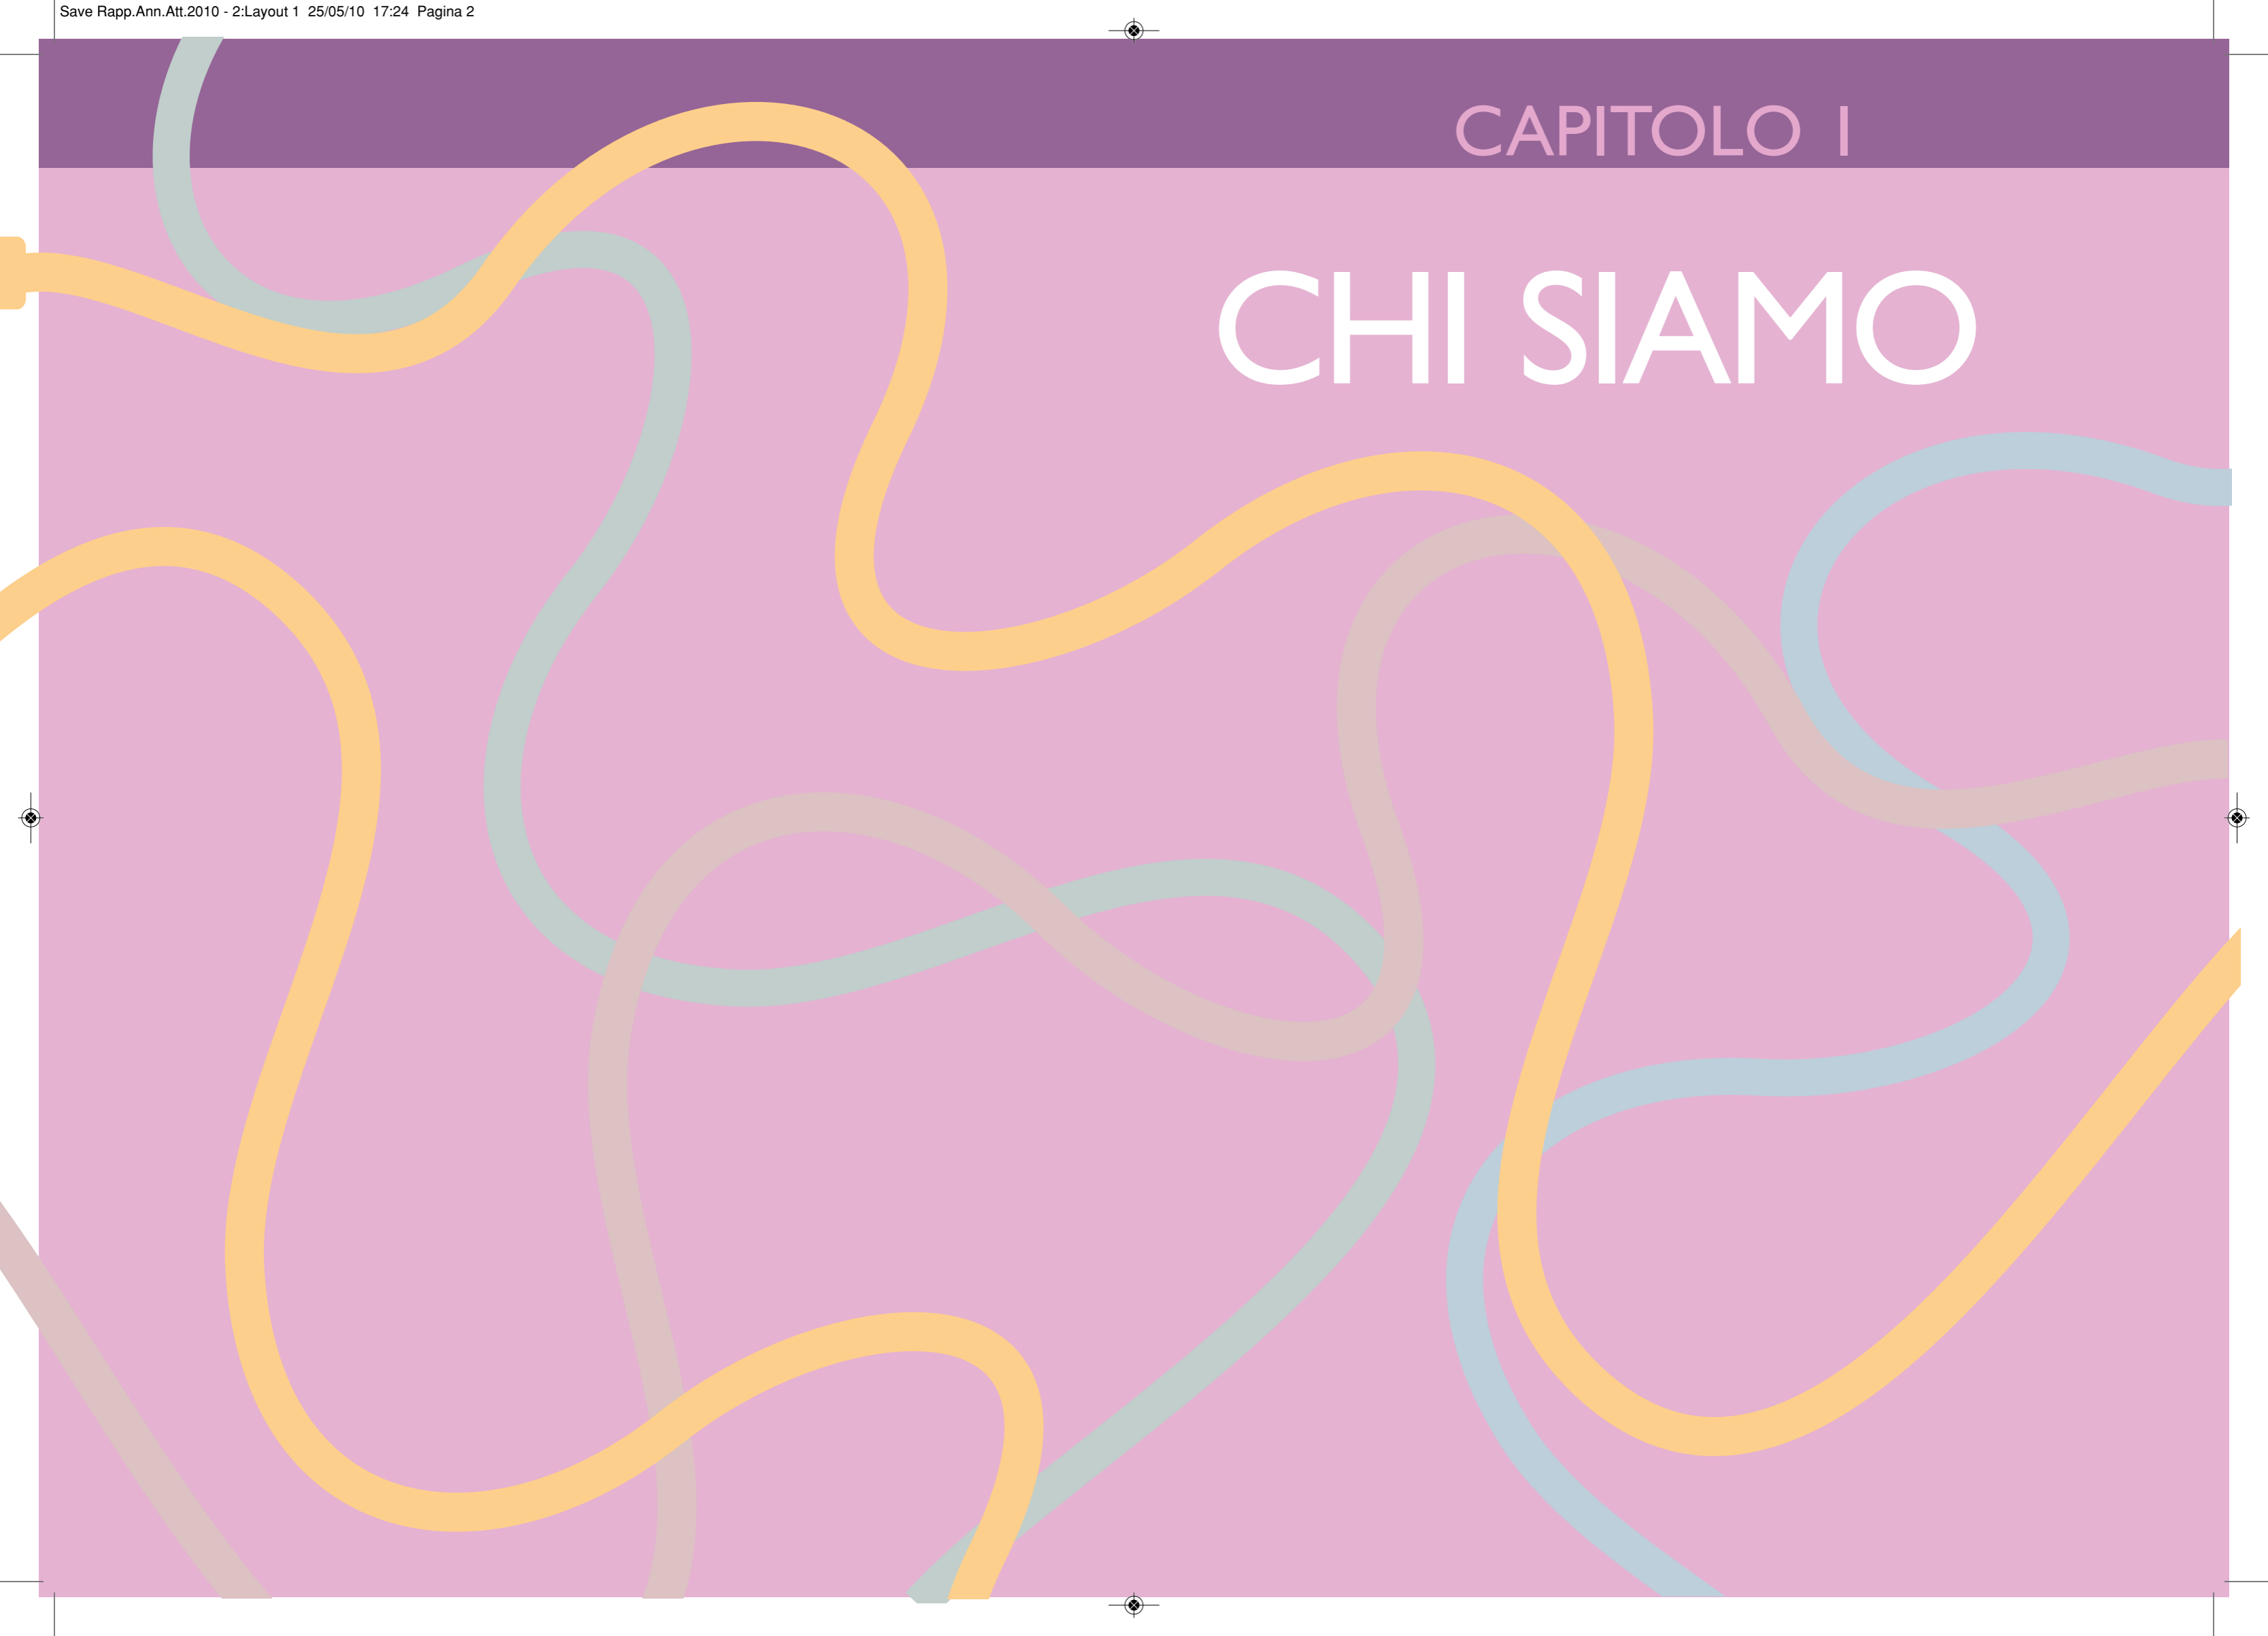 Save Rapp.Ann.Att.2010 - 2:Layout 1 25/05/10 17:24 Pagina 2
CAPITOLO I
CHI SIAMO